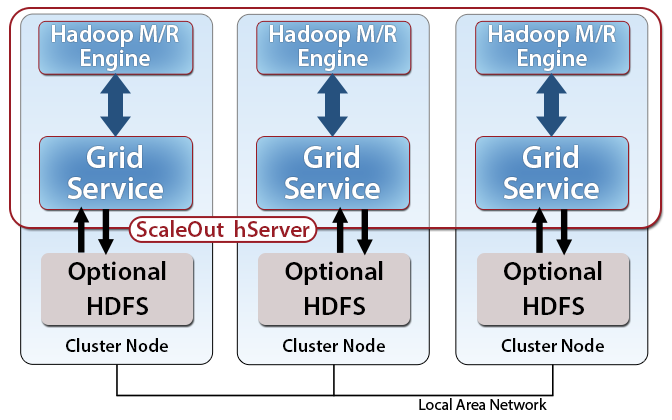 Hadoop M/R
Engine
Hadoop M/R
Engine
Hadoop M/R
Engine
Grid
Service
Grid
Service
Grid
Service
ScaleOut hServer
Optional
HDFS
Optional
HDFS
Optional
HDFS
Cluster Node
Cluster Node
Cluster Node
Local Area Network